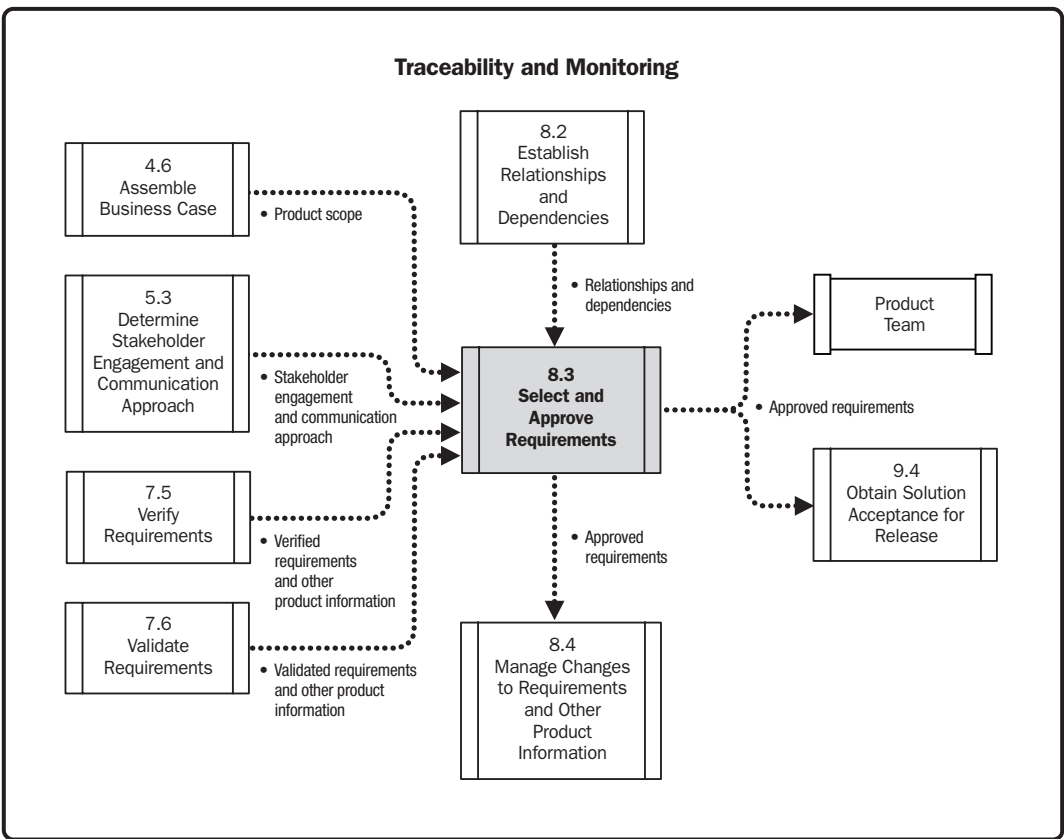 Traceability and Monitoring
4.6
Assemble
Business Case
• Product scope
8.2
Establish
Relationships
and
Dependencies
• Relationships and
dependencies
5.3
Determine
Stakeholder
Engagement and
Communication
Approach
• Stakeholder
engagement
and communication
approach
8.3
Select and
Approve
Requirements
Product
Team
• Approved requirements
7.5
Verify
Requirements
• Verified
requirements
and other
product information
9.4
Obtain Solution
Acceptance for
Release
• Approved
requirements
7.6
Validate
Requirements
• Validated requirements
and other product
information
8.4
Manage Changes
to Requirements
and Other
Product
Information